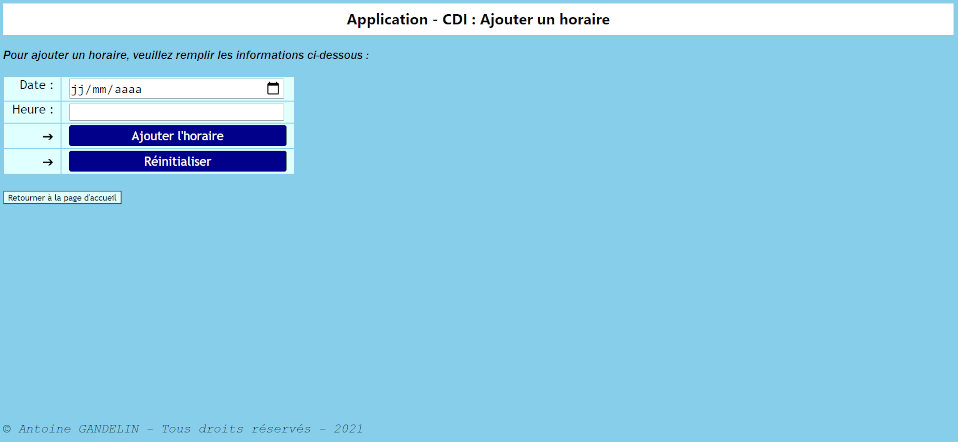 Application - CDI : Ajouter un horaire
Pour ajouter un horaire, veuillez remplir les informations ci-dessous :
Date : jj/mm/aaaa
Heure :
→ Ajouter l'horaire
→ Réinitialiser
Retourner à la page d'accueil
© Antoine GANDELIN - Tous droits réservés - 2021